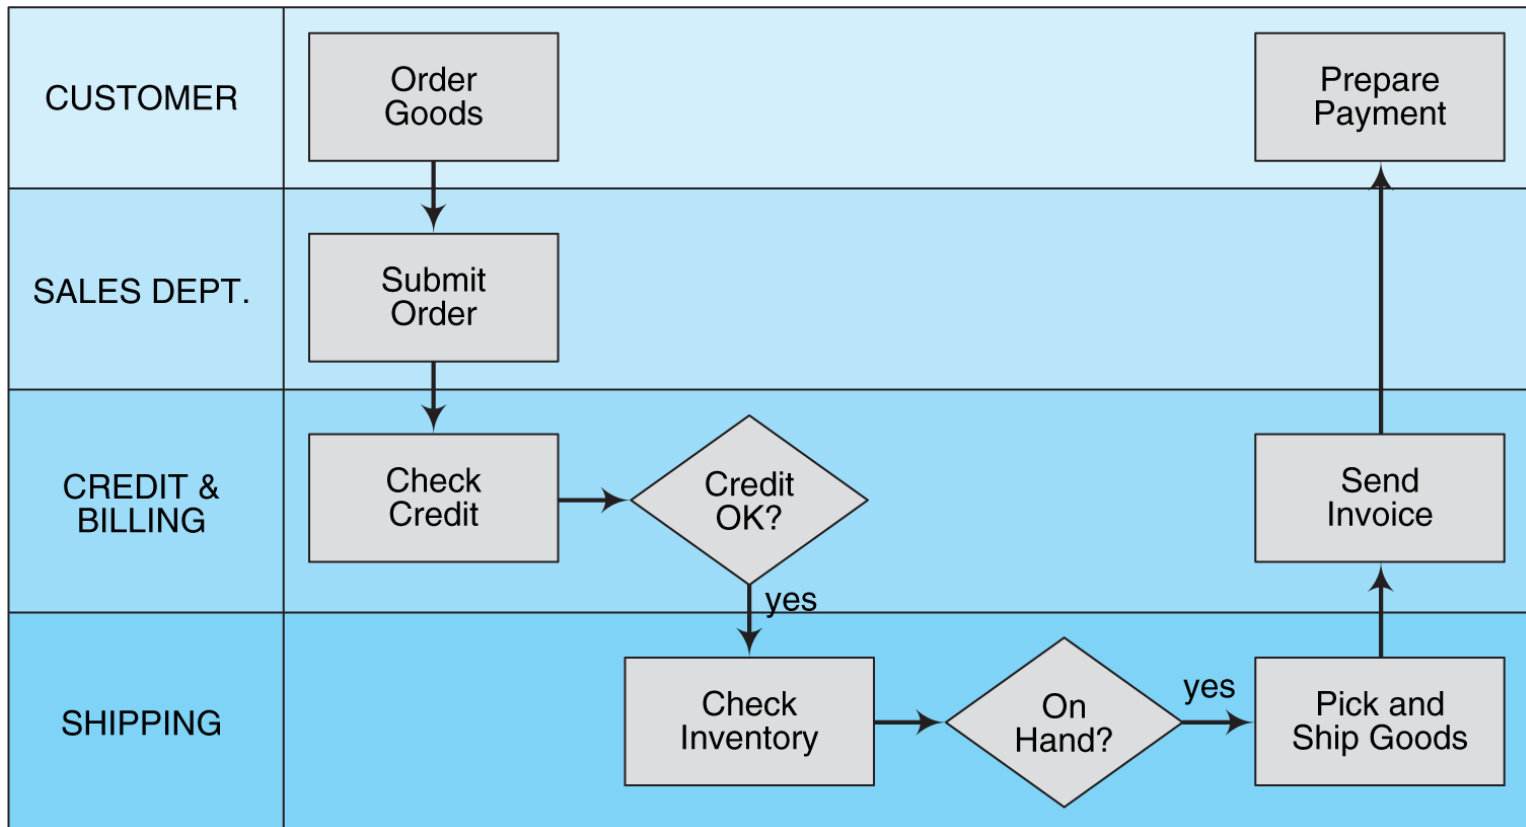 CUSTOMER
Order
Goods
Prepare
Payment
SALES DEPT.
Submit
Order
CREDIT &
BILLING
Check
Credit
Credit
OK?
Send
Invoice
yes
SHIPPING
Check
Inventory
On
Hand?
yes
Pick and
Ship Goods